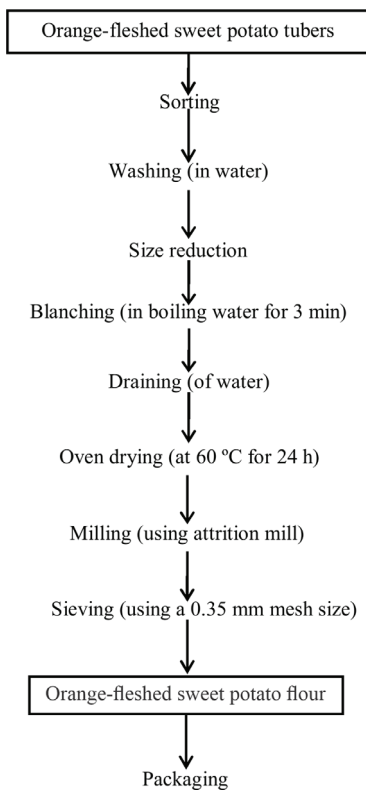 Orange-fleshed sweet potato tubers
Sorting
Washing (in water)
Size reduction
Blanching (in boiling water for 3 min)
Draining (of water)
Oven drying (at 60 ºC for 24 h)
Milling (using attrition mill)
Sieving (using a 0.35 mm mesh size)
Orange-fleshed sweet potato flour
Packaging